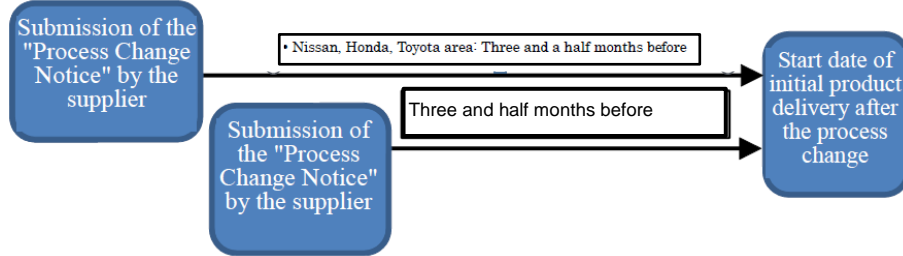 Submission of the
"Process Change
Notice" by the
supplier
• Nissan, Honda, Toyota area: Three and a half months before
Three and half months before
Submission of
the "Process
Change Notice"
by the supplier
Start date of
initial product
delivery after
the process
change